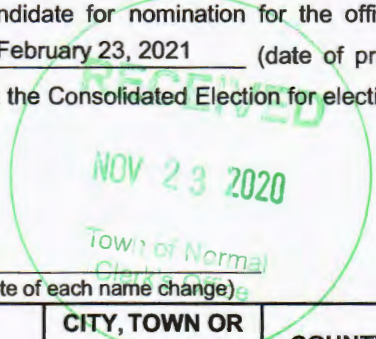 ndidate for nomination for the offi
February 23, 2021 (date of pr
the Consolidated Election for electi
RECEIVED
NOV 23 2020
Town of Normal
Clerk's Office
te of each name change)
CITY, TOWN OR
COUNT